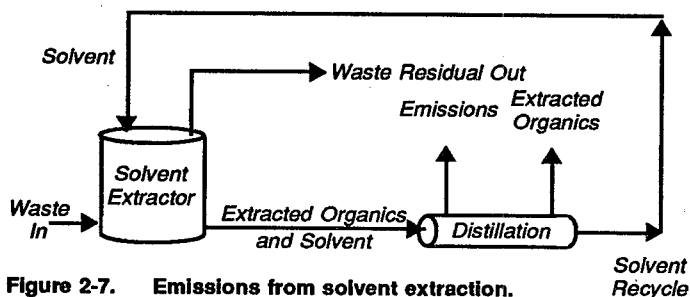 Solvent
Waste Residual Out
Emissions
Extracted
Organics
Solvent
Extractor
Waste
In
Extracted Organics
and Solvent
Distillation
Solvent
Recycle
Figure 2-7. Emissions from solvent extraction.